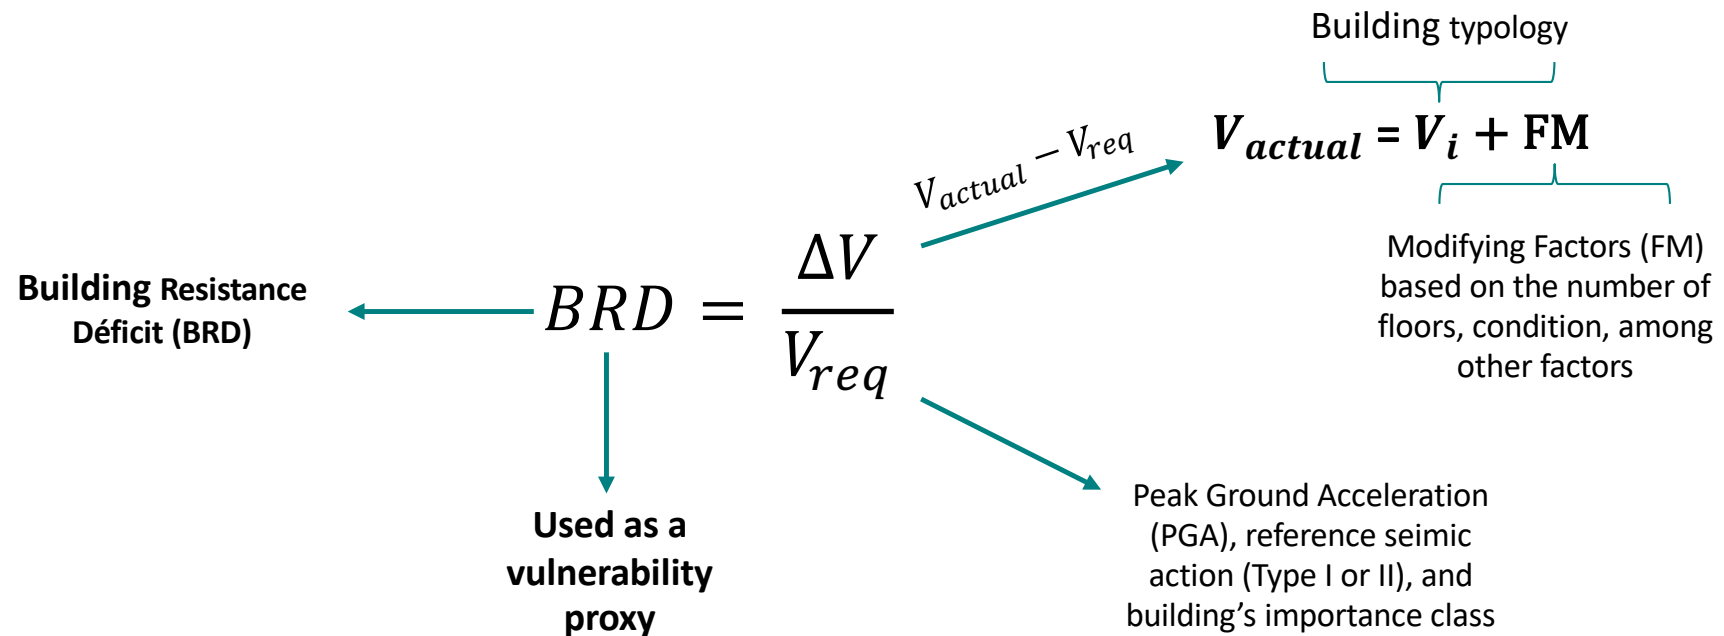 Building typology
V_actual = V_i + FM
V_actual − V_req
Modifying Factors (FM)
based on the number of
floors, condition, among
other factors
Building Resistance
Déficit (BRD)
BRD = ΔV / V_req
Used as a
vulnerability
proxy
Peak Ground Acceleration
(PGA), reference seimic
action (Type I or II), and
building’s importance class